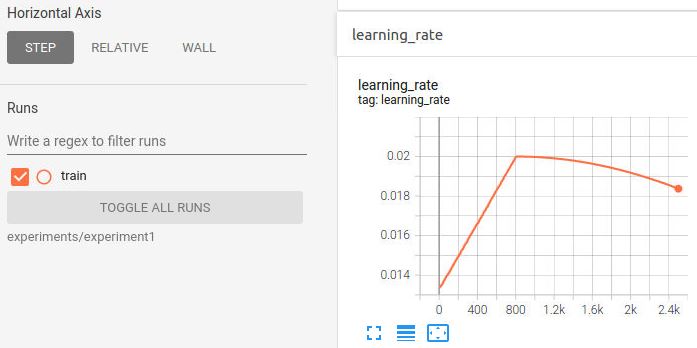 Horizontal Axis
STEP RELATIVE WALL
Runs
Write a regex to filter runs
train
TOGGLE ALL RUNS
experiments/experiment1
learning_rate
learning_rate
tag: learning_rate
0.02
0.018
0.016
0.014
0 400 800 1.2k 1.6k 2k 2.4k